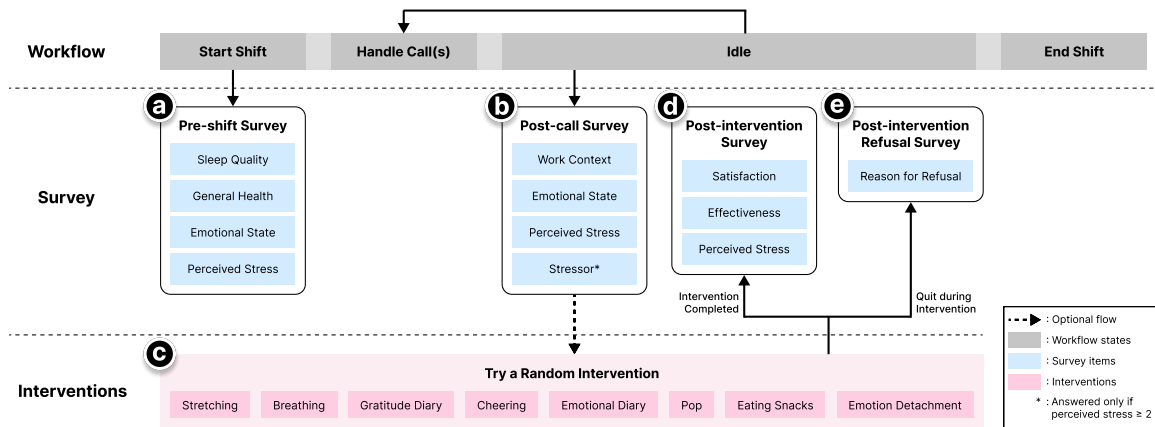 Workflow
Start Shift
Handle Call(s)
Idle
End Shift
Survey
a
Pre-shift Survey
Sleep Quality
General Health
Emotional State
Perceived Stress
b
Post-call Survey
Work Context
Emotional State
Perceived Stress
Stressor*
d
Post-intervention
Survey
Satisfaction
Effectiveness
Perceived Stress
e
Post-intervention
Refusal Survey
Reason for Refusal
Intervention
Completed
Quit during
Intervention
Interventions
c
Try a Random Intervention
Stretching
Breathing
Gratitude Diary
Cheering
Emotional Diary
Pop
Eating Snacks
Emotion Detachment
: Optional flow
: Workflow states
: Survey items
: Interventions
* : Answered only if
perceived stress ≥ 2